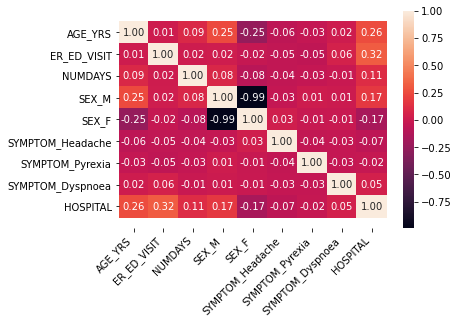 AGE_YRS 1.00 0.01 0.09 0.25 -0.25 -0.06 -0.03 0.02 0.26
ER_ED_VISIT 0.01 1.00 0.02 0.02 -0.02 -0.05 -0.05 0.06 0.32
NUMDAYS 0.09 0.02 1.00 0.08 -0.08 -0.04 -0.03 -0.01 0.11
SEX_M 0.25 0.02 0.08 1.00 -0.99 -0.03 0.01 0.01 0.17
SEX_F -0.25 -0.02 -0.08 -0.99 1.00 0.03 -0.01 -0.01 -0.17
SYMPTOM_Headache -0.06 -0.05 -0.04 -0.03 0.03 1.00 -0.04 -0.03 -0.07
SYMPTOM_Pyrexia -0.03 -0.05 -0.03 0.01 -0.01 -0.04 1.00 -0.03 -0.02
SYMPTOM_Dyspnoea 0.02 0.06 -0.01 0.01 -0.01 -0.03 -0.03 1.00 0.05
HOSPITAL 0.26 0.32 0.11 0.17 -0.17 -0.07 -0.02 0.05 1.00
AGE_YRS
ER_ED_VISIT
NUMDAYS
SEX_M
SEX_F
SYMPTOM_Headache
SYMPTOM_Pyrexia
SYMPTOM_Dyspnoea
HOSPITAL
1.00
0.75
0.50
0.25
0.00
−0.25
−0.50
−0.75